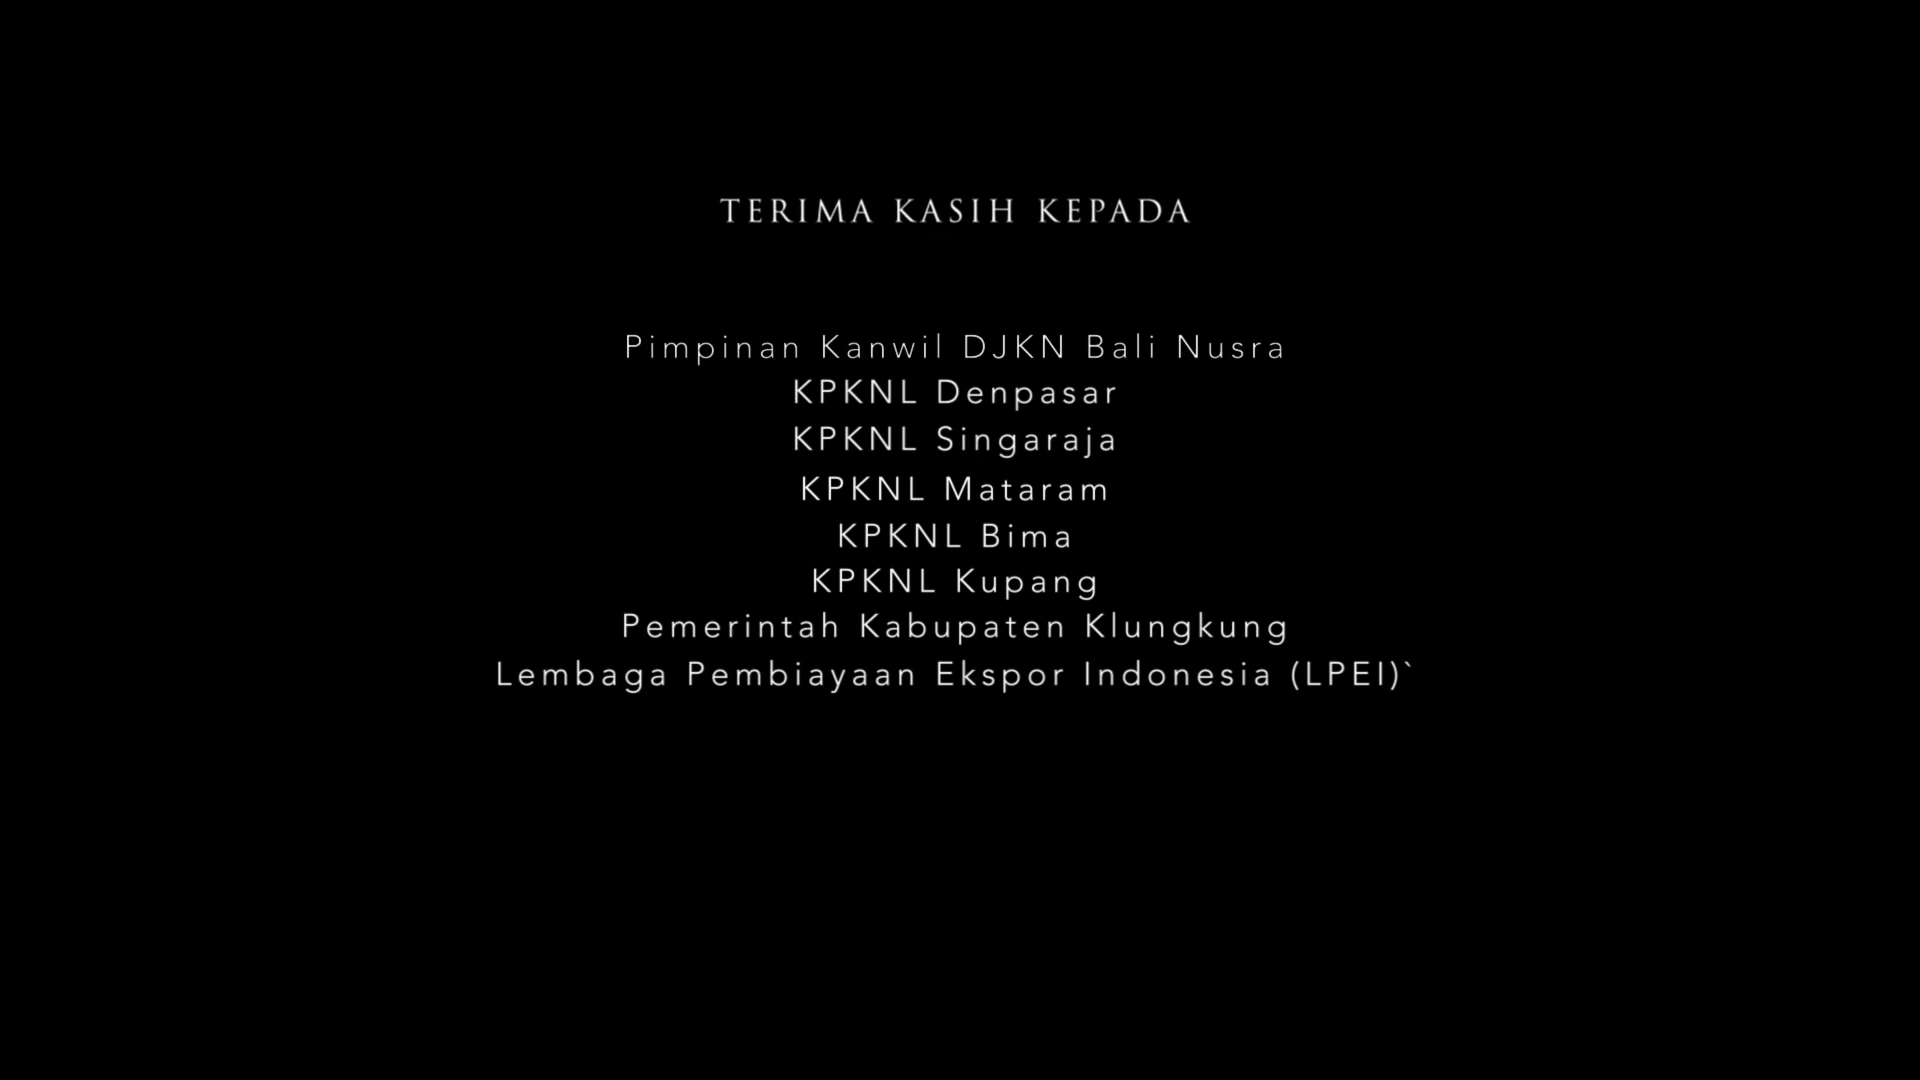 TERIMA KASIH KEPADA
Pimpinan Kanwil DJKN Bali Nusra
KPKNL Denpasar
KPKNL Singaraja
KPKNL Mataram
KPKNL Bima
KPKNL Kupang
Pemerintah Kabupaten Klungkung
Lembaga Pembiayaan Ekspor Indonesia (LPEI)`